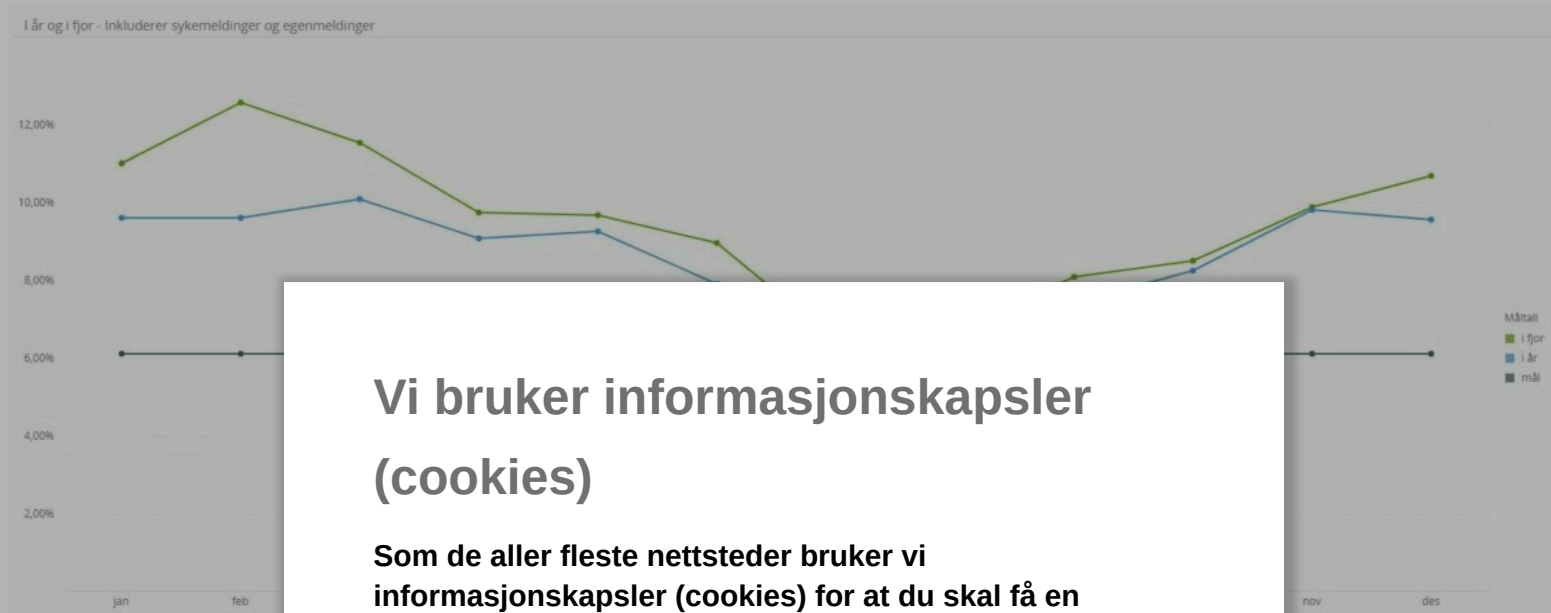 I år og i fjor - Inkluderer sykemeldinger og egenmeldinger
12,00%
10,00%
8,00%
6,00%
4,00%
2,00%
Måltall
i fjor
i år
mål
Vi bruker informasjonskapsler
(cookies)
Som de aller fleste nettsteder bruker vi
informasjonskapsler (cookies) for at du skal få en
jan feb nov des